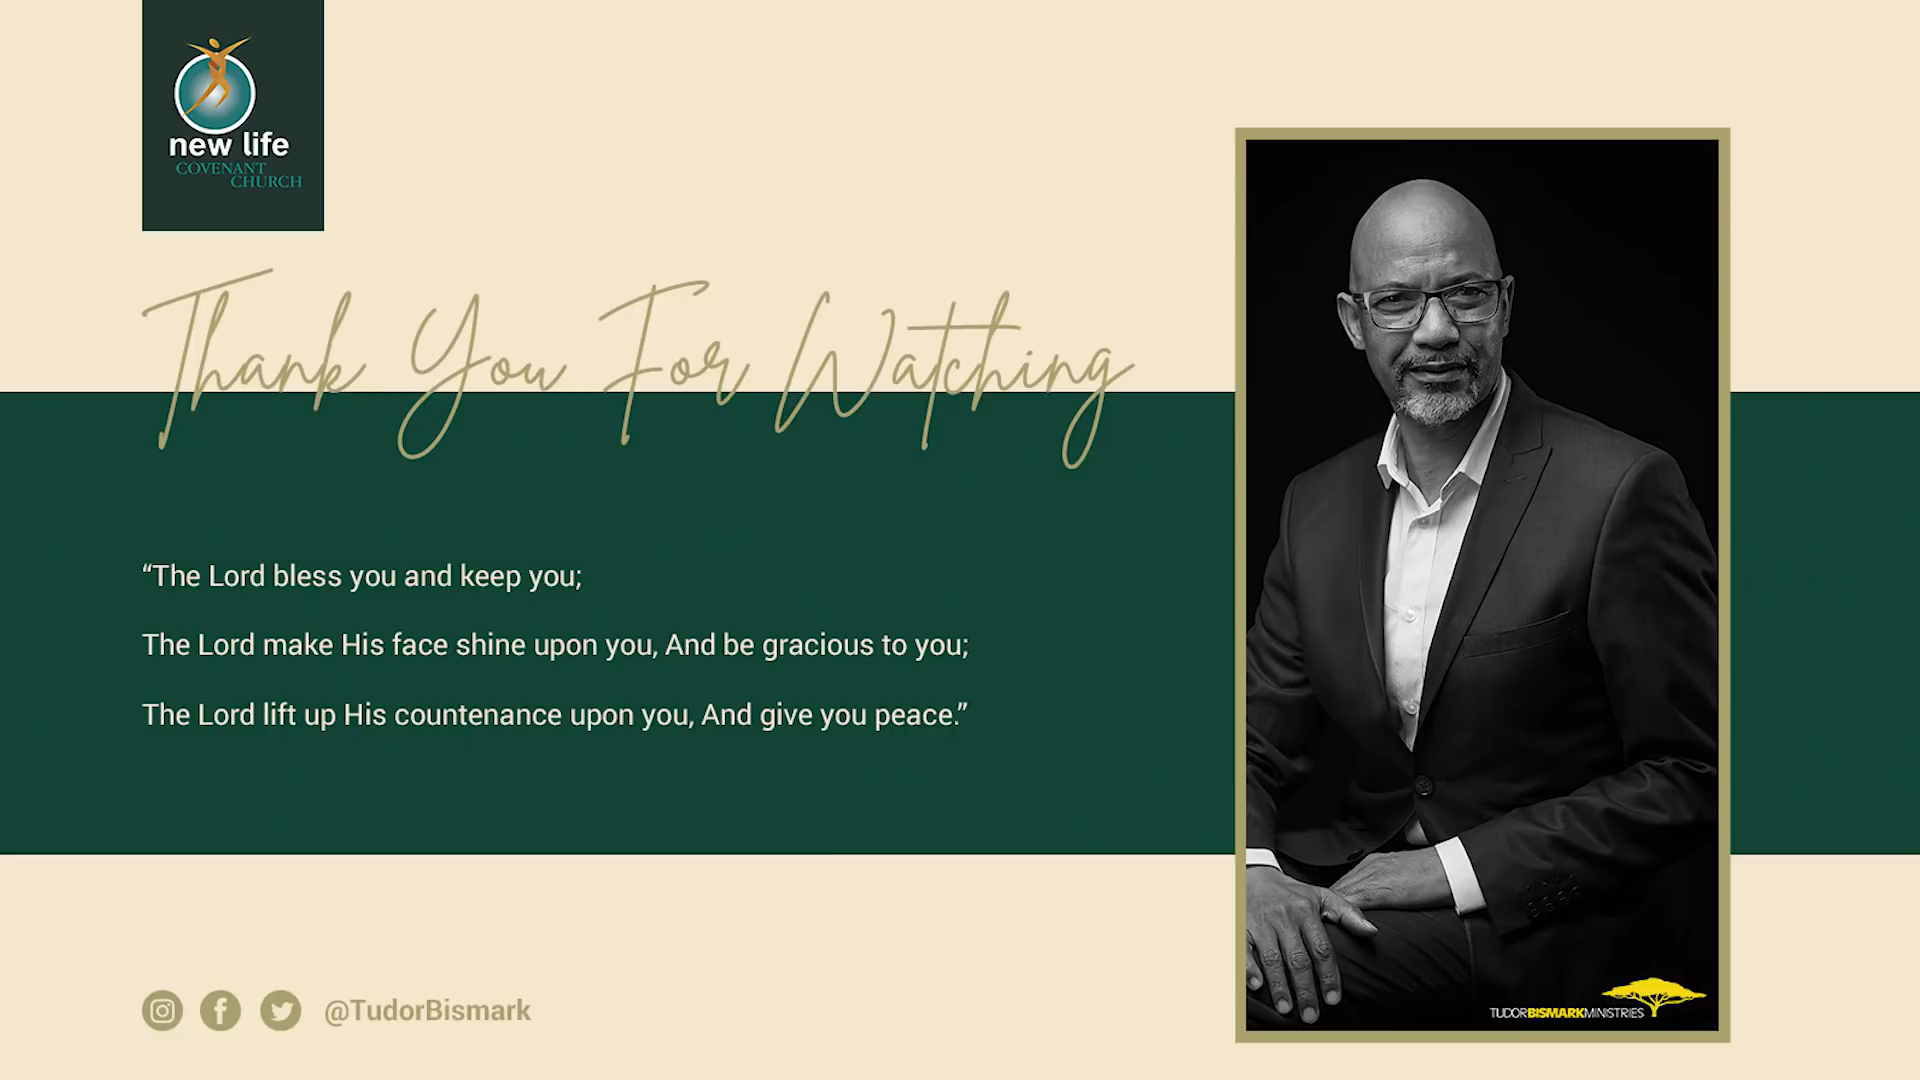 new life
COVENANT
CHURCH
Thank You For Watching
“The Lord bless you and keep you;
The Lord make His face shine upon you, And be gracious to you;
The Lord lift up His countenance upon you, And give you peace.”
@TudorBismark
TUDORBISMARKMINISTRIES